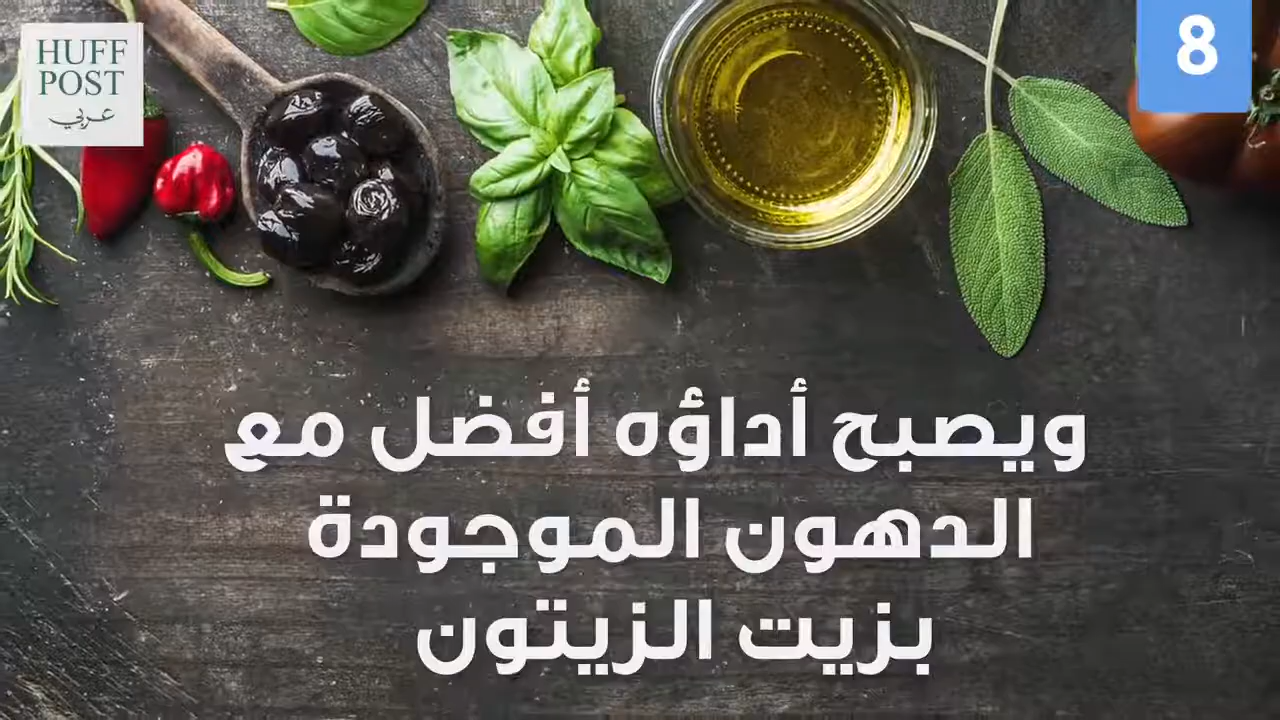 HUFF
POST
عربي
8
ويصبح أداؤه أفضل مع
الدهون الموجودة
بزيت الزيتون